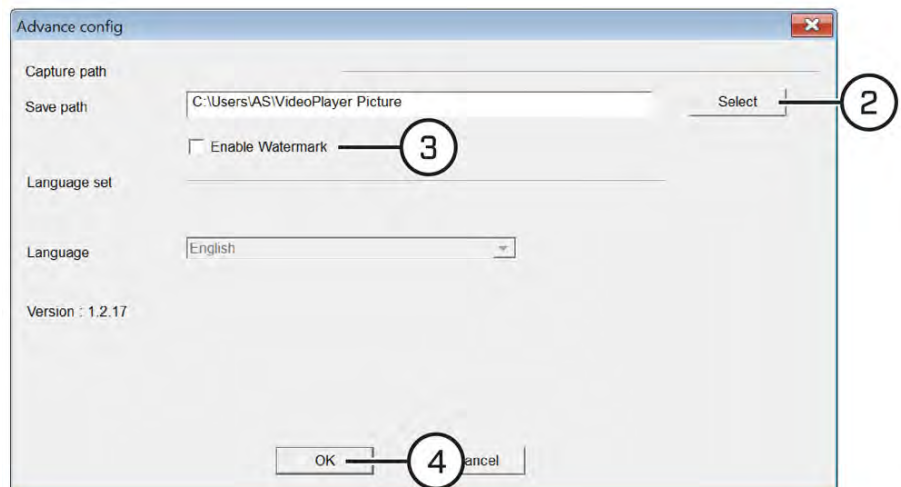 Advance config
Capture path
Save path C:\Users\AS\VideoPlayer Picture Select 2
Enable Watermark 3
Language set
Language English
Version : 1.2.17
OK 4 ancel